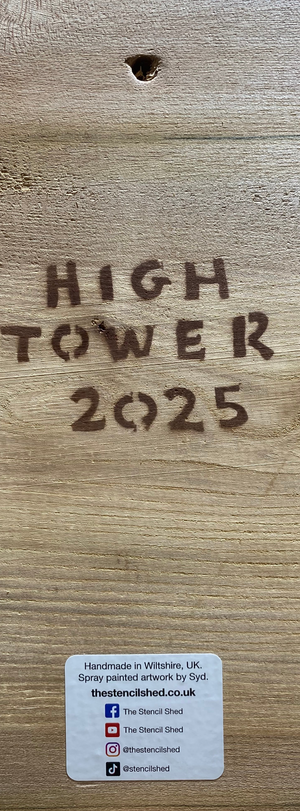 HIGH
TOWER
2025
Handmade in Wiltshire, UK.
Spray painted artwork by Syd.
thestencilshed.co.uk
The Stencil Shed
The Stencil Shed
@thestencilshed
@stencilshed